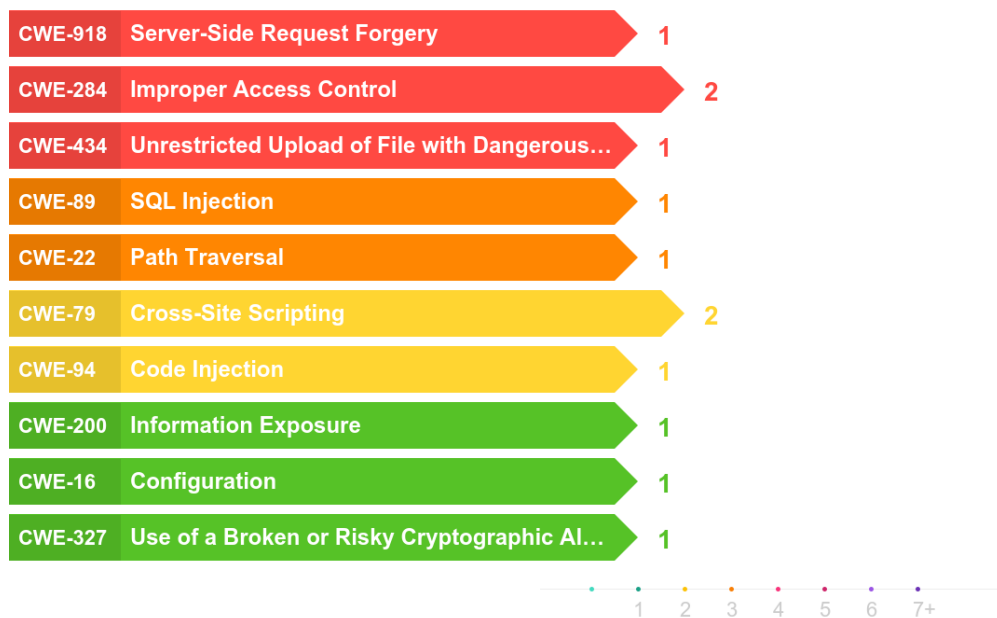 CWE-918 Server-Side Request Forgery 1
CWE-284 Improper Access Control 2
CWE-434 Unrestricted Upload of File with Dangerous... 1
CWE-89 SQL Injection 1
CWE-22 Path Traversal 1
CWE-79 Cross-Site Scripting 2
CWE-94 Code Injection 1
CWE-200 Information Exposure 1
CWE-16 Configuration 1
CWE-327 Use of a Broken or Risky Cryptographic Al... 1
1 2 3 4 5 6 7+